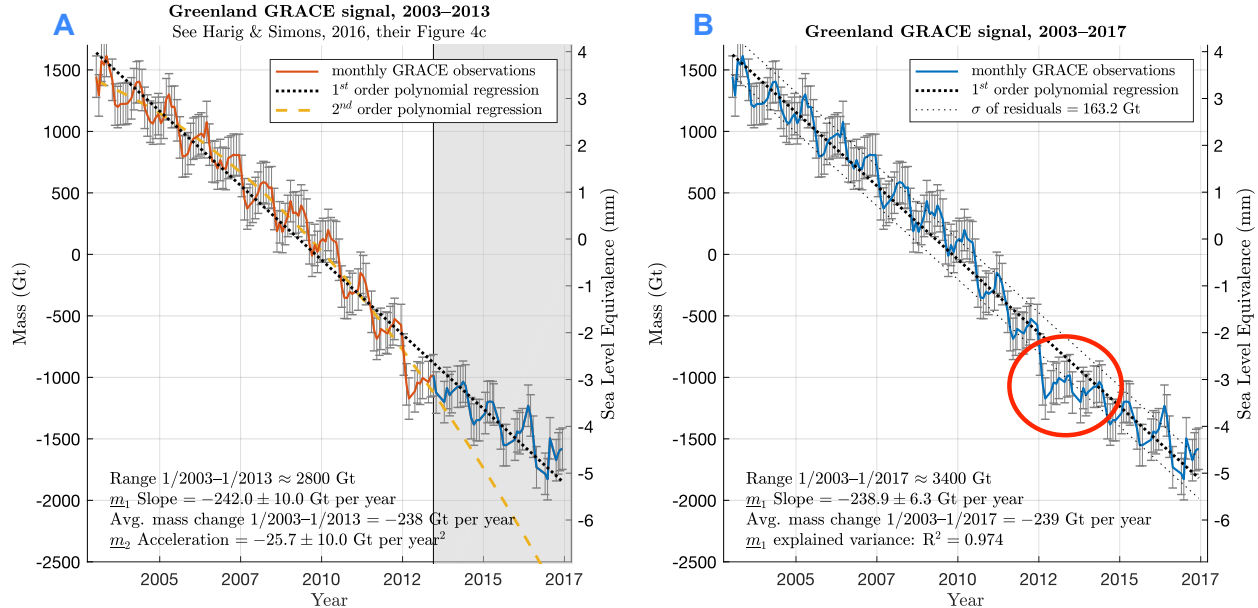 A
Greenland GRACE signal, 2003–2013
See Harig & Simons, 2016, their Figure 4c
monthly GRACE observations
1st order polynomial regression
2nd order polynomial regression
Mass (Gt)
1500
1000
500
0
-500
-1000
-1500
-2000
-2500
4
3
2
1
0
-1
-2
-3
-4
-5
-6
Sea Level Equivalence (mm)
Range 1/2003–1/2013 ≈ 2800 Gt
m1 Slope = −242.0 ± 10.0 Gt per year
Avg. mass change 1/2003–1/2013 = −238 Gt per year
m2 Acceleration = −25.7 ± 10.0 Gt per year2
2005 2007 2010 2012 2015 2017
Year
B
Greenland GRACE signal, 2003–2017
monthly GRACE observations
1st order polynomial regression
σ of residuals = 163.2 Gt
Mass (Gt)
1500
1000
500
0
-500
-1000
-1500
-2000
-2500
4
3
2
1
0
-1
-2
-3
-4
-5
-6
Sea Level Equivalence (mm)
Range 1/2003–1/2017 ≈ 3400 Gt
m1 Slope = −238.9 ± 6.3 Gt per year
Avg. mass change 1/2003–1/2017 = −239 Gt per year
m1 explained variance: R2 = 0.974
2005 2007 2010 2012 2015 2017
Year